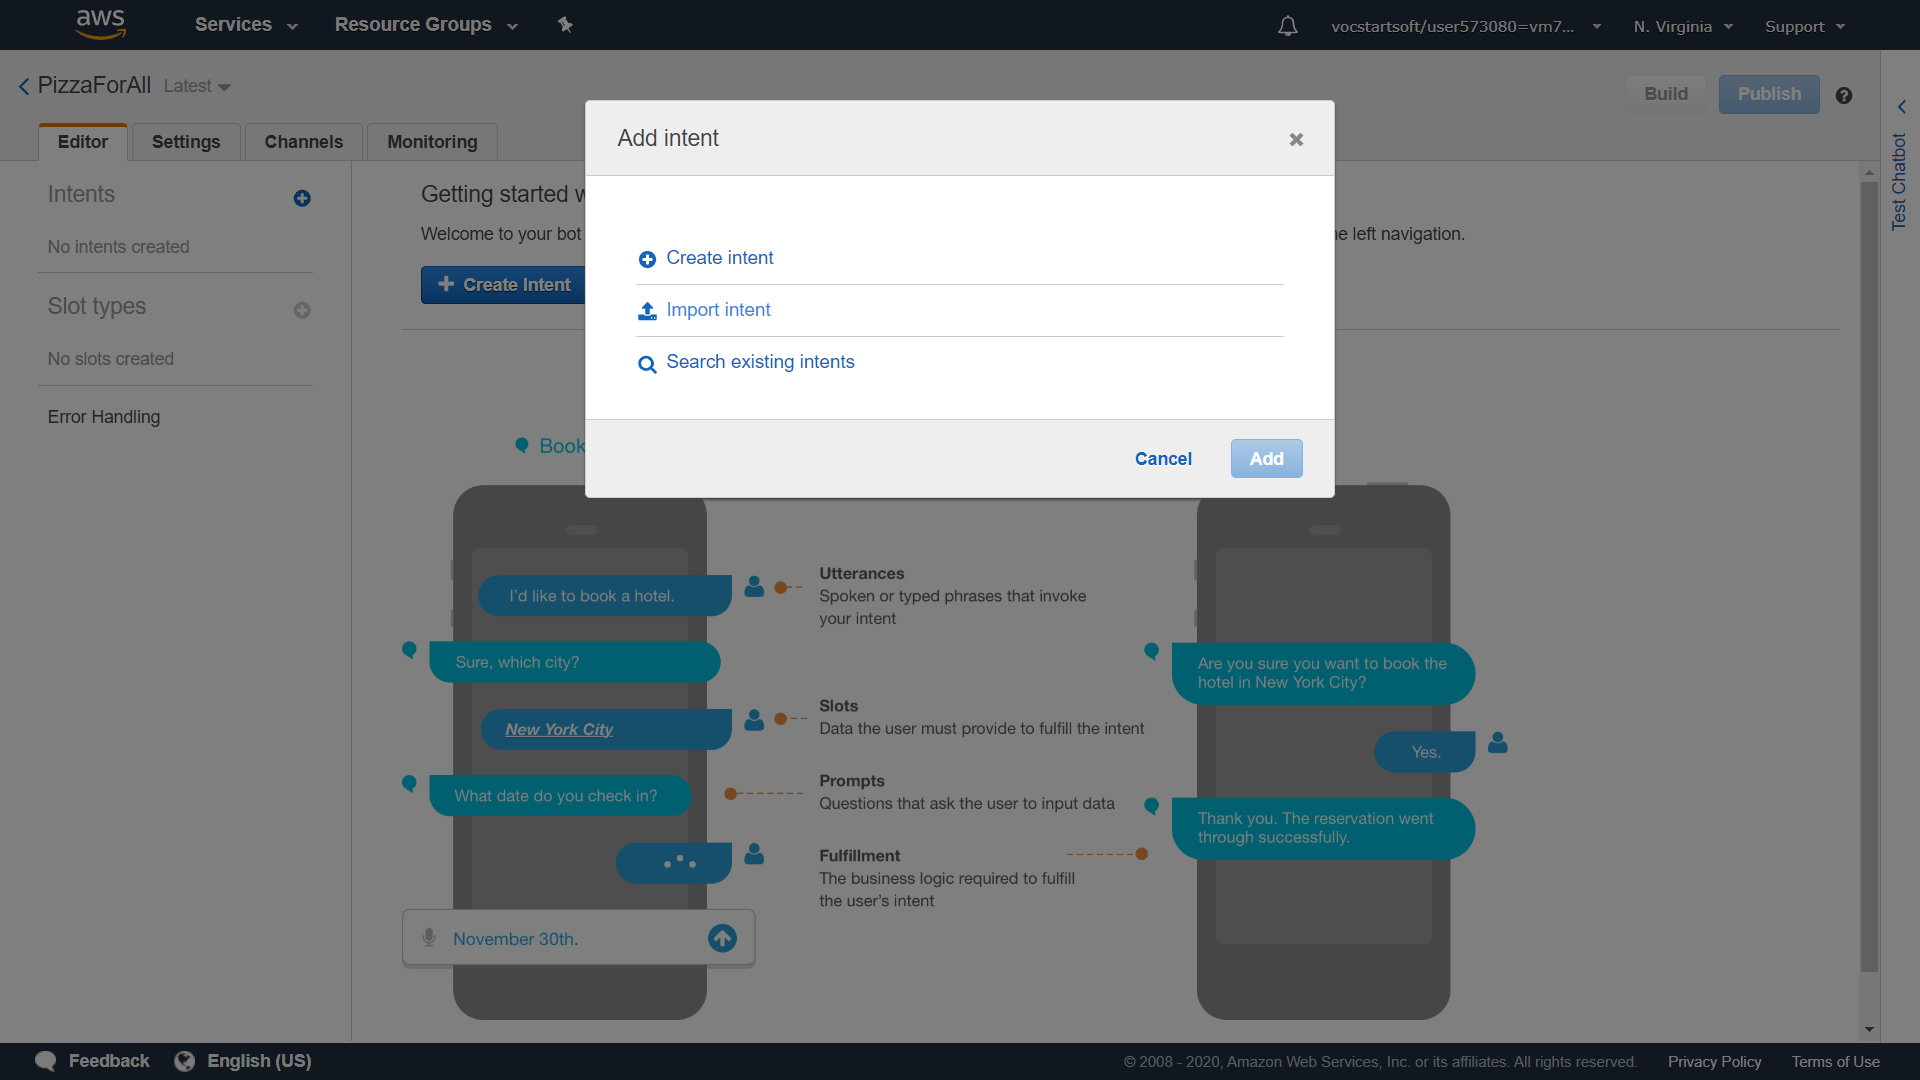 aws
Services
Resource Groups
vocstartsoft/user573080=vm7...
N. Virginia
Support
PizzaForAll
Latest
Build
Publish
Editor
Settings
Channels
Monitoring
Test Chatbot
Intents
No intents created
Slot types
No slots created
Error Handling
Getting started
Welcome to your bot
left navigation.
Create Intent
Book
Add intent
Create intent
Import intent
Search existing intents
Cancel
Add
I'd like to book a hotel.
Sure, which city?
New York City
What date do you check in?
November 30th.
Utterances
Spoken or typed phrases that invoke
your intent
Slots
Data the user must provide to fulfill the intent
Prompts
Questions that ask the user to input data
Fulfillment
The business logic required to fulfill
the user's intent
Are you sure you want to book the
hotel in New York City?
Yes.
Thank you. The reservation went
through successfully.
Feedback
English (US)
© 2008 - 2020, Amazon Web Services, Inc. or its affiliates. All rights reserved.
Privacy Policy
Terms of Use